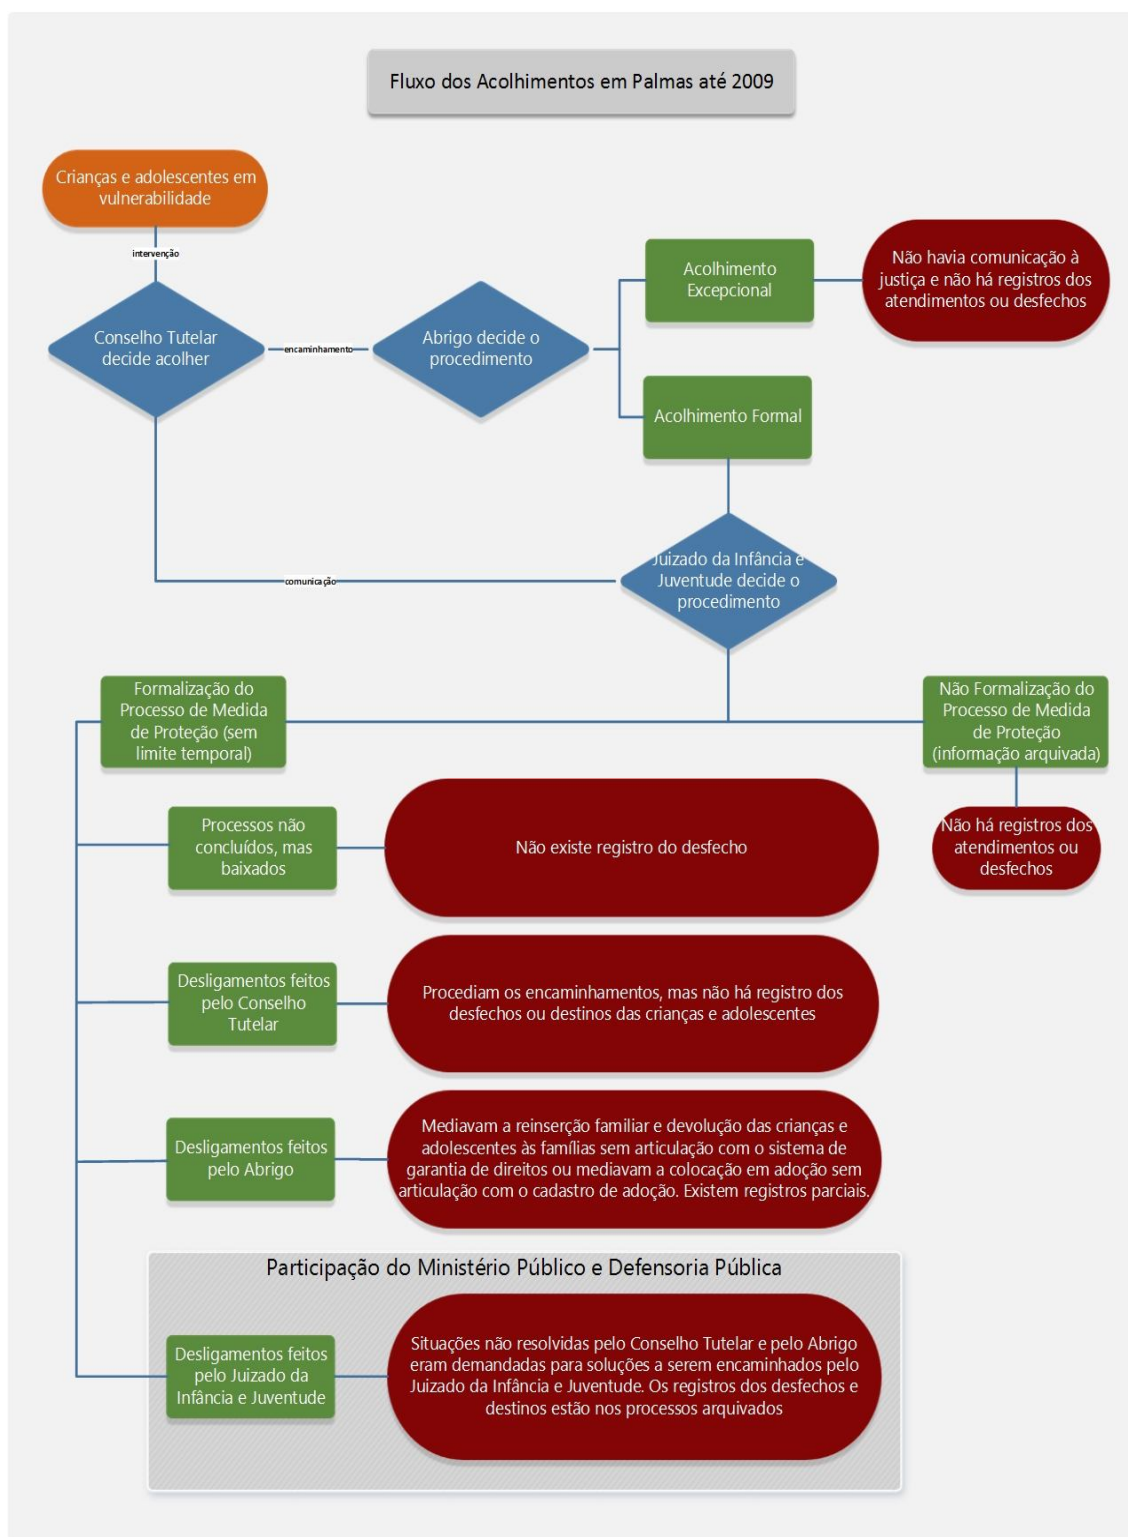 Fluxo dos Acolhimentos em Palmas até 2009
Crianças e adolescentes em
vulnerabilidade
intervenção
Conselho Tutelar
decide acolher
encaminhamento
Abrigo decide o
procedimento
Acolhimento
Excepcional
Não havia comunicação à
justiça e não há registros dos
atendimentos ou desfechos
Acolhimento Formal
comunicação
Juizado da Infância e
Juventude decide o
procedimento
Formalização do
Processo de Medida
de Proteção (sem
limite temporal)
Não Formalização do
Processo de Medida
de Proteção
(informação arquivada)
Não há registros dos
atendimentos ou
desfechos
Processos não
concluídos, mas
baixados
Não existe registro do desfecho
Desligamentos feitos
pelo Conselho
Tutelar
Procediam os encaminhamentos, mas não há registro dos
desfechos ou destinos das crianças e adolescentes
Desligamentos feitos
pelo Abrigo
Mediavam a reinserção familiar e devolução das crianças e
adolescentes às famílias sem articulação com o sistema de
garantia de direitos ou mediavam a colocação em adoção sem
articulação com o cadastro de adoção. Existem registros parciais.
Participação do Ministério Público e Defensoria Pública
Desligamentos feitos
pelo Juizado da
Infância e Juventude
Situações não resolvidas pelo Conselho Tutelar e pelo Abrigo
eram demandadas para soluções a serem encaminhados pelo
Juizado da Infância e Juventude. Os registros dos desfechos e
destinos estão nos processos arquivados